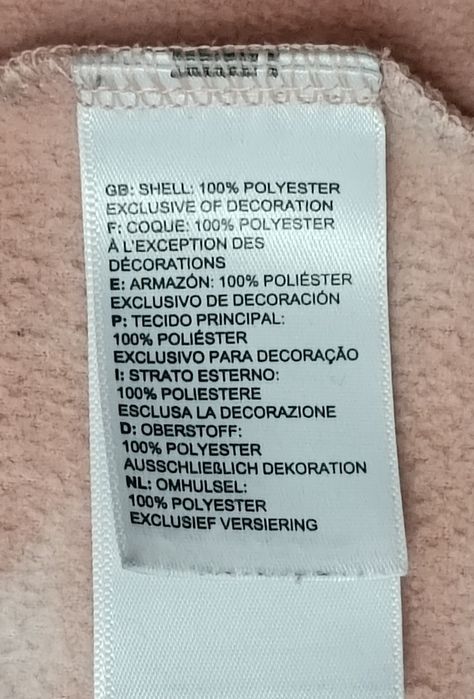 GB: SHELL: 100% POLYESTER
EXCLUSIVE OF DECORATION
F: COQUE: 100% POLYESTER
À L'EXCEPTION DES
DÉCORATIONS
E: ARMAZÓN: 100% POLIÉSTER
EXCLUSIVO DE DECORACIÓN
P: TECIDO PRINCIPAL:
100% POLIÉSTER
EXCLUSIVO PARA DECORAÇÃO
I: STRATO ESTERNO:
100% POLIESTERE
ESCLUSA LA DECORAZIONE
D: OBERSTOFF:
100% POLYESTER
AUSSCHLIEßLICH DEKORATION
NL: OMHULSEL:
100% POLYESTER
EXCLUSIEF VERSIERING